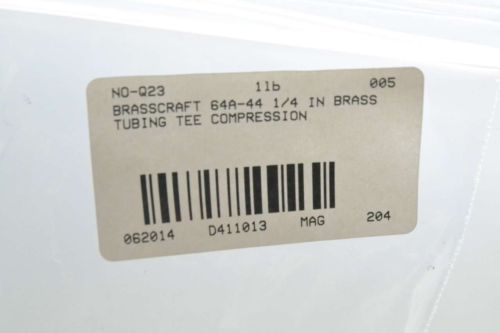 NO-Q23 1lb 005
BRASSCRAFT 64A-44 1/4 IN BRASS
TUBING TEE COMPRESSION
062014 D411013 MAG 204